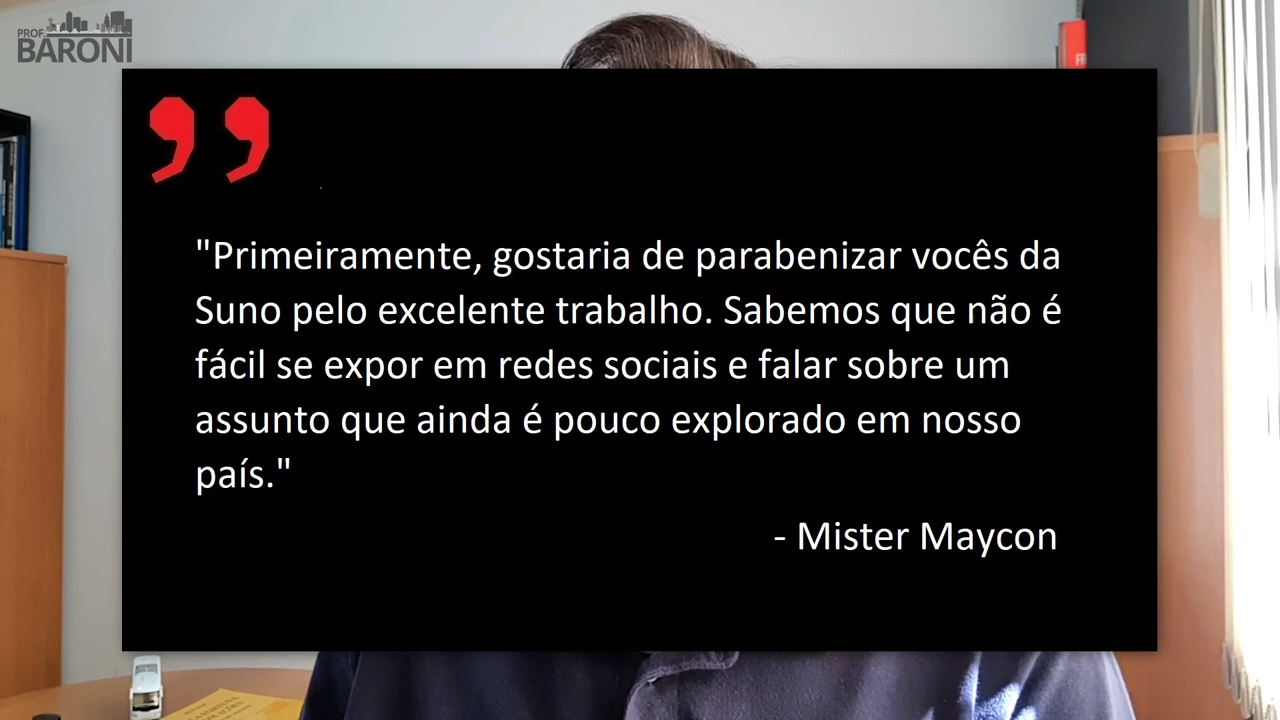 PROF.
BARONI
"Primeiramente, gostaria de parabenizar vocês da
Suno pelo excelente trabalho. Sabemos que não é
fácil se expor em redes sociais e falar sobre um
assunto que ainda é pouco explorado em nosso
país."
- Mister Maycon